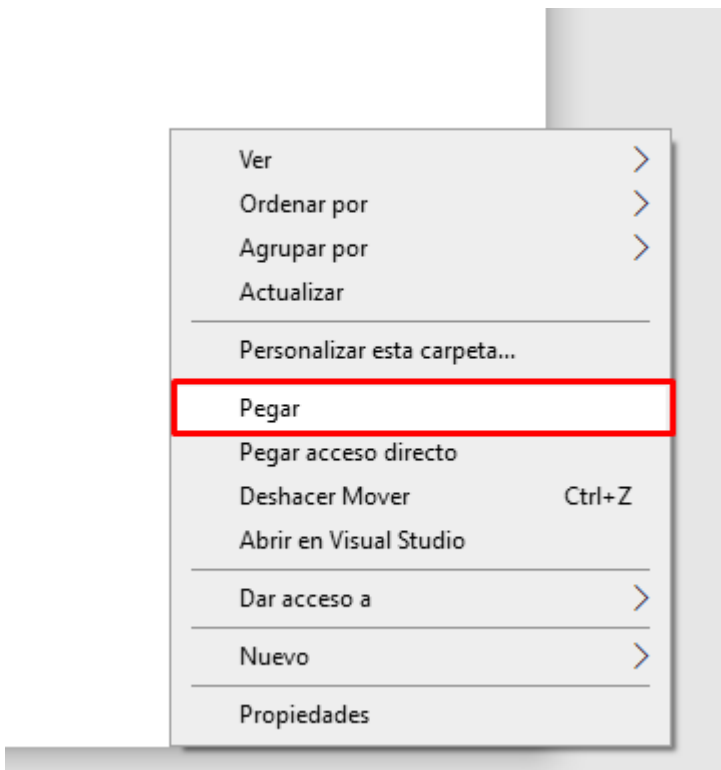 Ver
Ordenar por
Agrupar por
Actualizar
Personalizar esta carpeta...
Pegar
Pegar acceso directo
Deshacer Mover Ctrl+Z
Abrir en Visual Studio
Dar acceso a
Nuevo
Propiedades